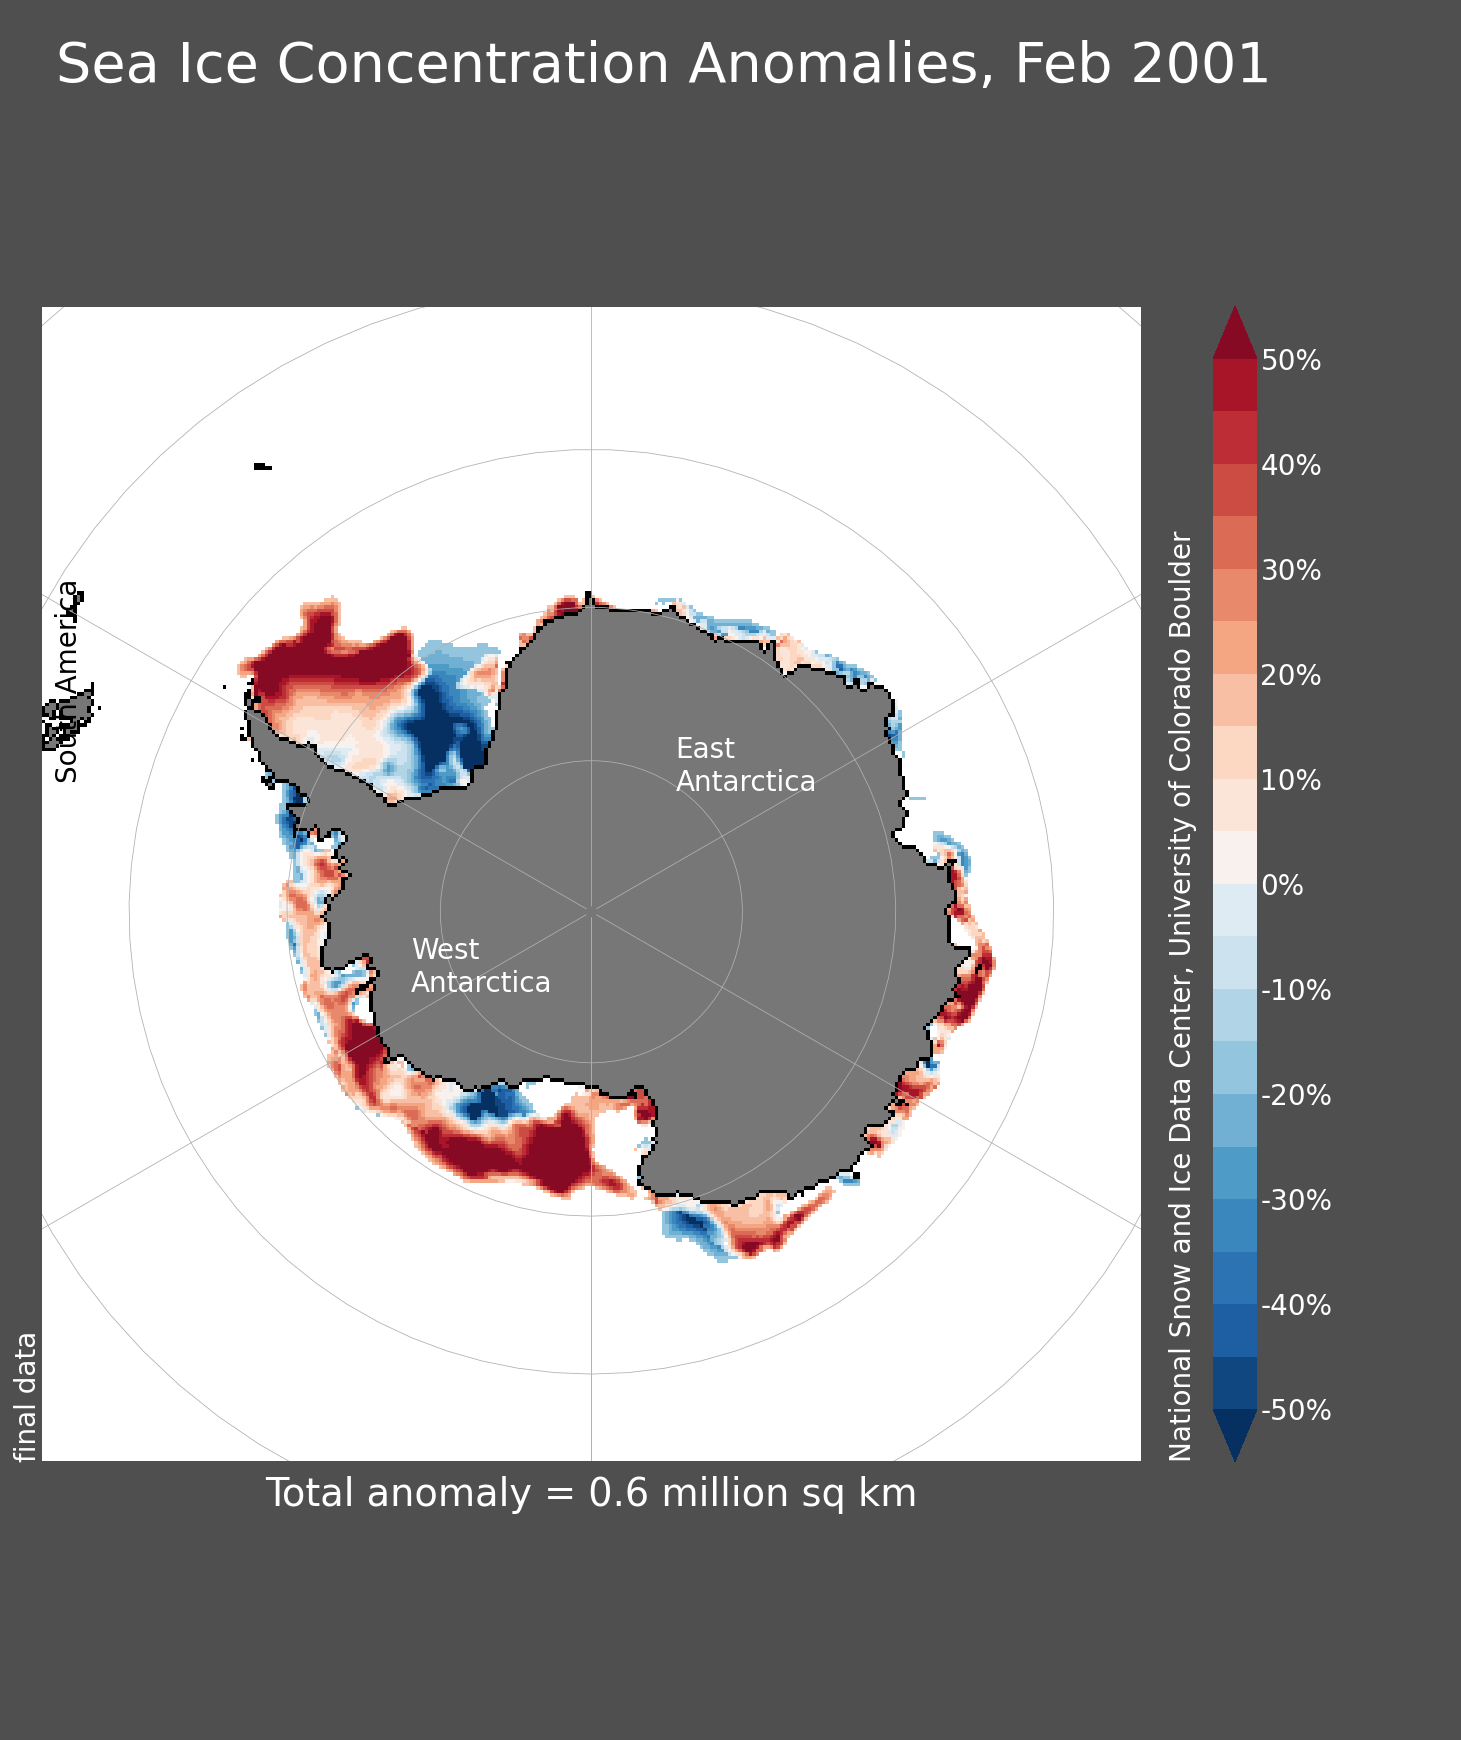 Sea Ice Concentration Anomalies, Feb 2001
South America
East
Antarctica
West
Antarctica
final data
National Snow and Ice Data Center, University of Colorado Boulder
50%
40%
30%
20%
10%
0%
-10%
-20%
-30%
-40%
-50%
Total anomaly = 0.6 million sq km